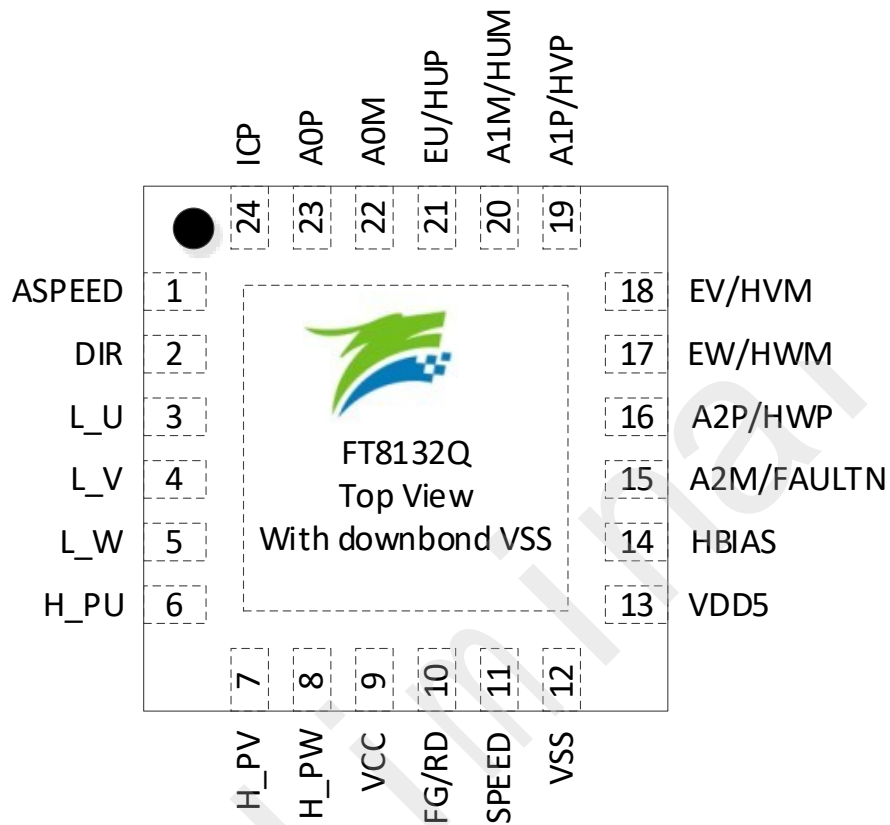 ICP
A0P
A0M
EU/HUP
A1M/HUM
A1P/HVP
24
23
22
21
20
19
ASPEED 1
DIR 2
L_U 3
L_V 4
L_W 5
H_PU 6
18 EV/HVM
17 EW/HWM
16 A2P/HWP
15 A2M/FAULTN
14 HBIAS
13 VDD5
FT8132Q
Top View
With downbond VSS
7
8
9
10
11
12
H_PV
H_PW
VCC
FG/RD
SPEED
VSS